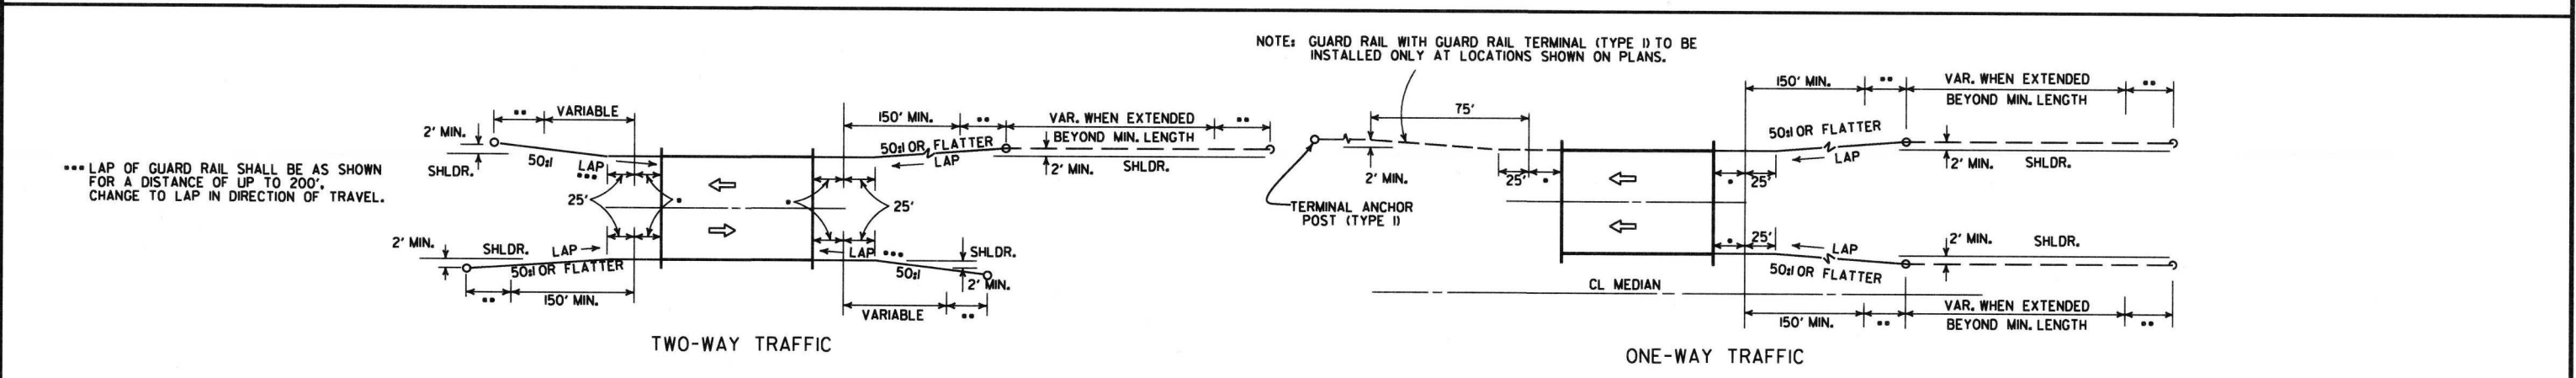 NOTE: GUARD RAIL WITH GUARD RAIL TERMINAL (TYPE I) TO BE
INSTALLED ONLY AT LOCATIONS SHOWN ON PLANS.
••• LAP OF GUARD RAIL SHALL BE AS SHOWN
FOR A DISTANCE OF UP TO 200'.
CHANGE TO LAP IN DIRECTION OF TRAVEL.
•• VARIABLE
2' MIN.
SHLDR.
50:1
LAP
•••
25'
•
150' MIN. ••
VAR. WHEN EXTENDED
BEYOND MIN. LENGTH
••
50:1 OR FLATTER
LAP
2' MIN. SHLDR.
•
25'
2' MIN.
SHLDR. LAP
50:1 OR FLATTER
•• 150' MIN.
LAP •••
SHLDR.
50:1
2' MIN.
VARIABLE ••
TWO-WAY TRAFFIC
75'
2' MIN.
25' •
TERMINAL ANCHOR
POST (TYPE I)
150' MIN. ••
VAR. WHEN EXTENDED
BEYOND MIN. LENGTH
••
50:1 OR FLATTER
LAP
2' MIN. SHLDR.
• 25'
• 25'
LAP
50:1 OR FLATTER
2' MIN. SHLDR.
CL MEDIAN
150' MIN. ••
VAR. WHEN EXTENDED
BEYOND MIN. LENGTH
••
ONE-WAY TRAFFIC